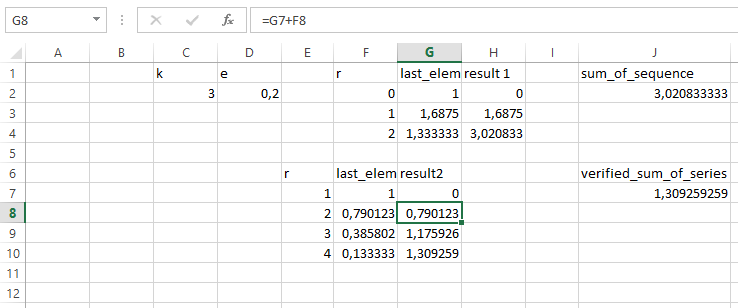 G8 fx =G7+F8
A B C D E F G H I J
1 k e r last_elem result 1 sum_of_sequence
2 3 0,2 0 1 0 3,020833333
3 1 1,6875 1,6875
4 2 1,333333 3,020833
5
6 r last_elem result2 verified_sum_of_series
7 1 1 0 1,309259259
8 2 0,790123 0,790123
9 3 0,385802 1,175926
10 4 0,133333 1,309259
11
12